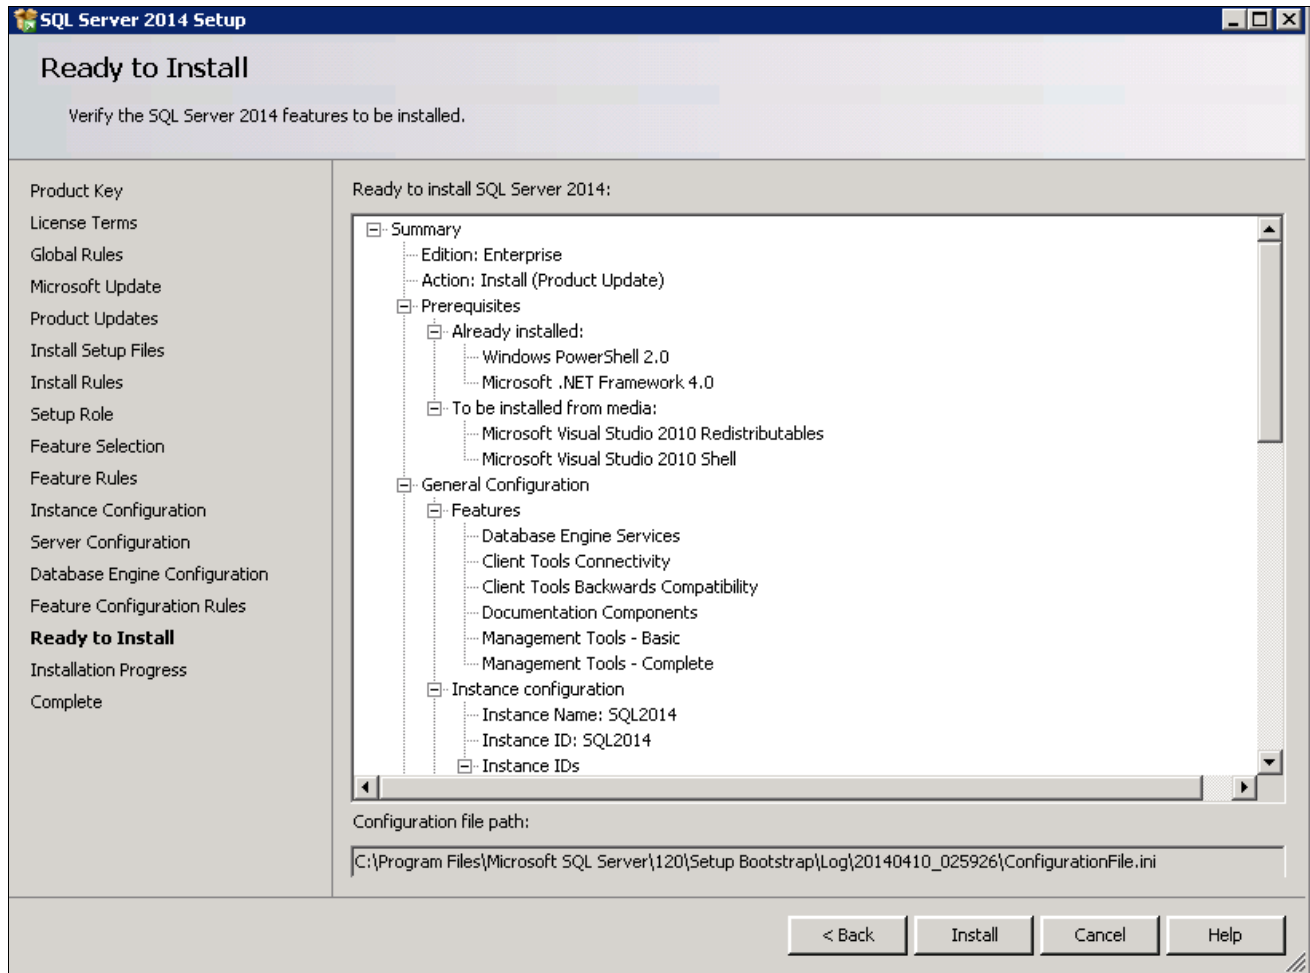 SQL Server 2014 Setup
Ready to Install
Verify the SQL Server 2014 features to be installed.
Product Key
License Terms
Global Rules
Microsoft Update
Product Updates
Install Setup Files
Install Rules
Setup Role
Feature Selection
Feature Rules
Instance Configuration
Server Configuration
Database Engine Configuration
Feature Configuration Rules
Ready to Install
Installation Progress
Complete
Ready to install SQL Server 2014:
Summary
Edition: Enterprise
Action: Install (Product Update)
Prerequisites
Already installed:
Windows PowerShell 2.0
Microsoft .NET Framework 4.0
To be installed from media:
Microsoft Visual Studio 2010 Redistributables
Microsoft Visual Studio 2010 Shell
General Configuration
Features
Database Engine Services
Client Tools Connectivity
Client Tools Backwards Compatibility
Documentation Components
Management Tools - Basic
Management Tools - Complete
Instance configuration
Instance Name: SQL2014
Instance ID: SQL2014
Instance IDs
Configuration file path:
C:\Program Files\Microsoft SQL Server\120\Setup Bootstrap\Log\20140410_025926\ConfigurationFile.ini
< Back
Install
Cancel
Help